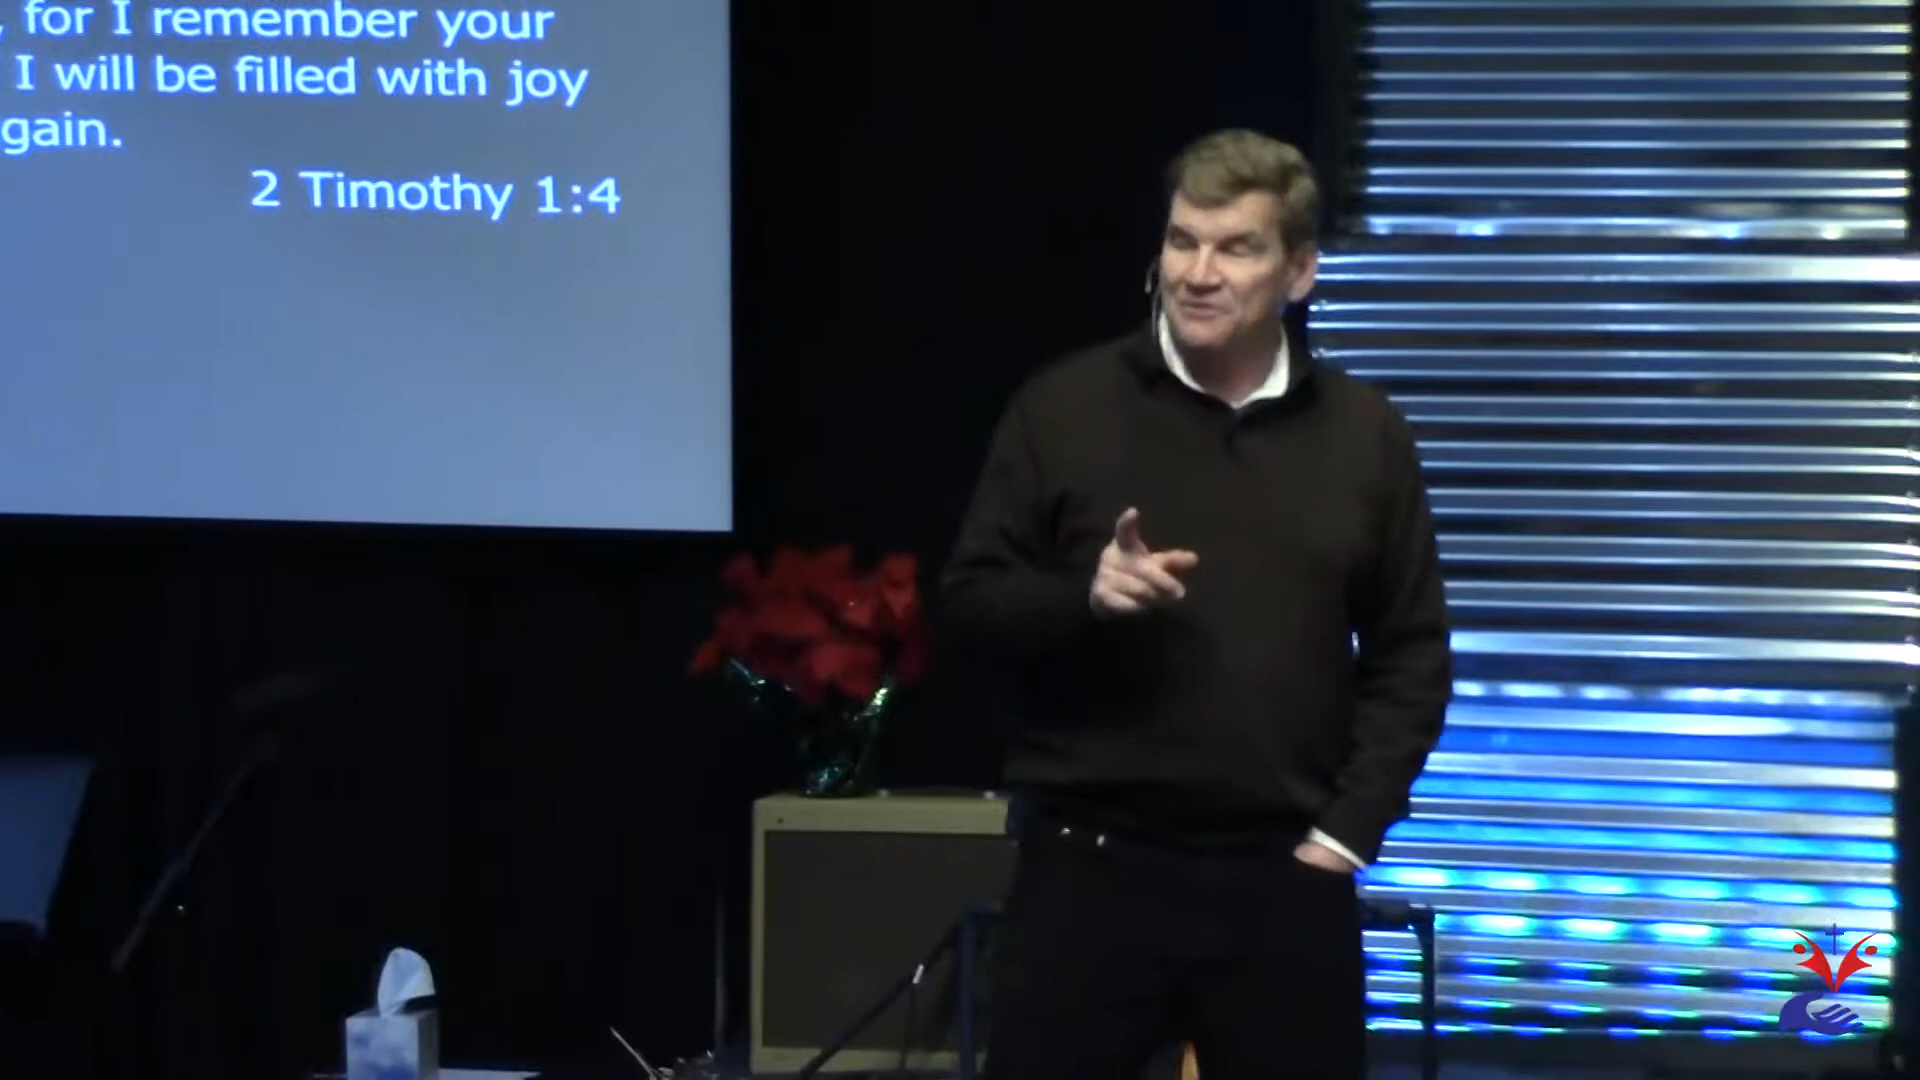 , for I remember your
I will be filled with joy
gain.
2 Timothy 1:4